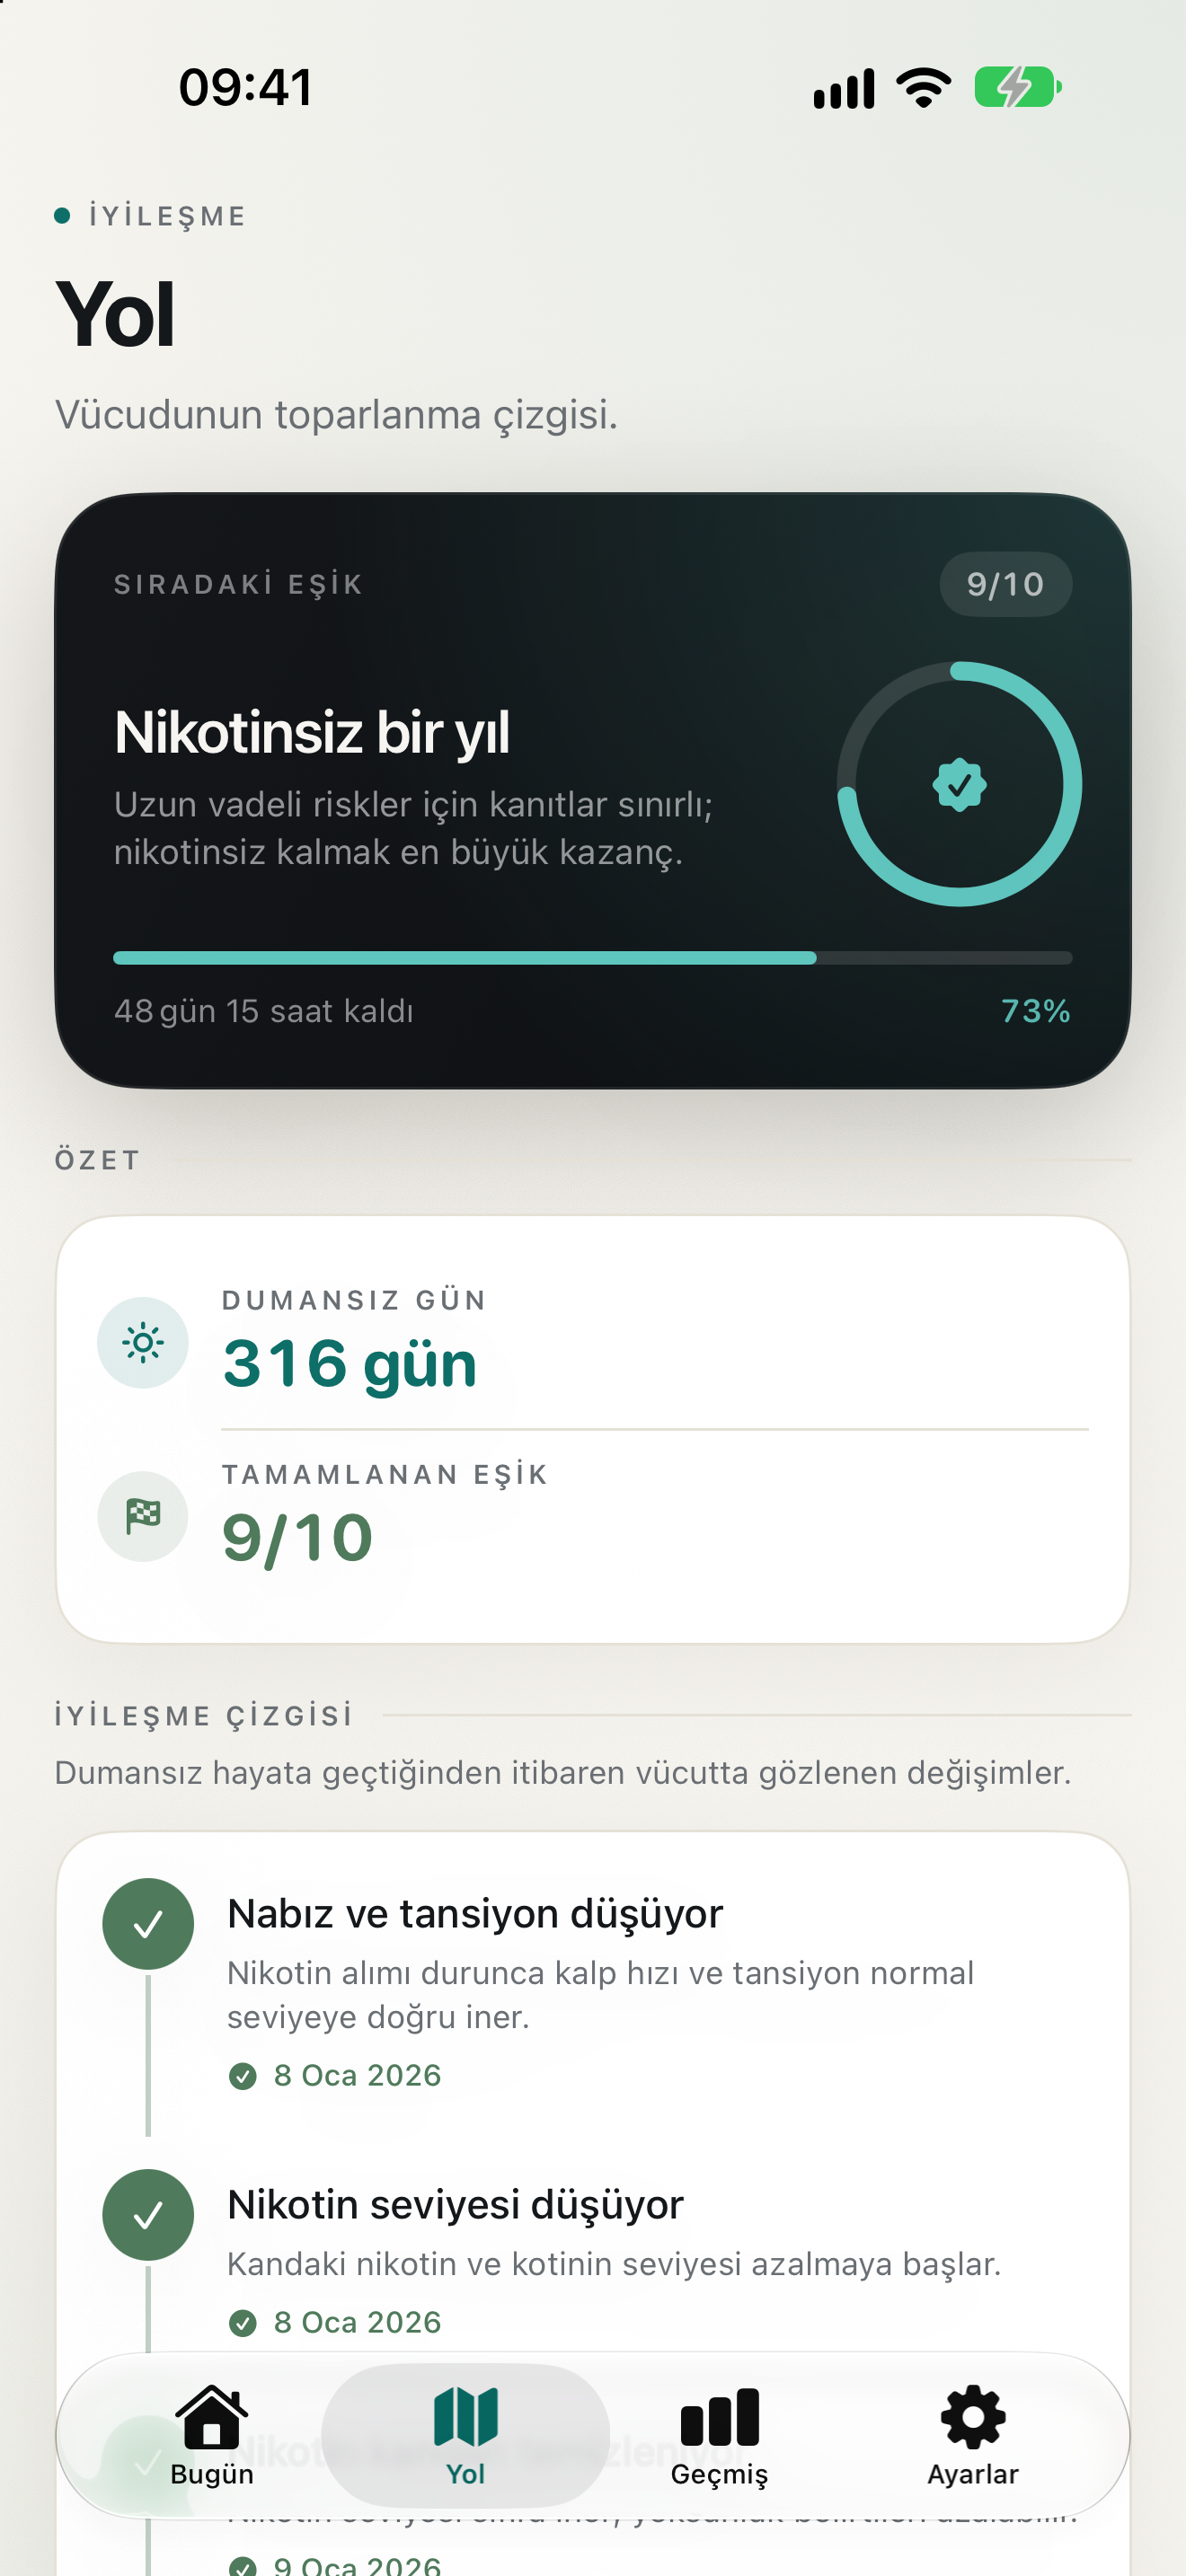 09:41
İYİLEŞME
Yol
Vücudunun toparlanma çizgisi.
SIRADAKİ EŞİK
9/10
Nikotinsiz bir yıl
Uzun vadeli riskler için kanıtlar sınırlı;
nikotinsiz kalmak en büyük kazanç.
48 gün 15 saat kaldı
73%
ÖZET
DUMANSIZ GÜN
316 gün
TAMAMLANAN EŞİK
9/10
İYİLEŞME ÇİZGİSİ
Dumansız hayata geçtiğinden itibaren vücutta gözlenen değişimler.
Nabız ve tansiyon düşüyor
Nikotin alımı durunca kalp hızı ve tansiyon normal
seviyeye doğru iner.
8 Oca 2026
Nikotin seviyesi düşüyor
Kandaki nikotin ve kotinin seviyesi azalmaya başlar.
8 Oca 2026
Bugün
Yol
Geçmiş
Ayarlar
9 Oca 2026